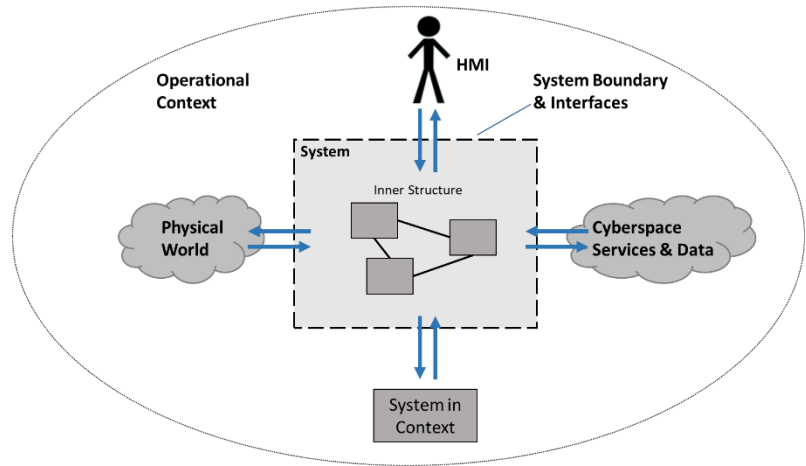 Operational
Context
HMI
System Boundary
& Interfaces
System
Inner Structure
Physical
World
Cyberspace
Services & Data
System in
Context